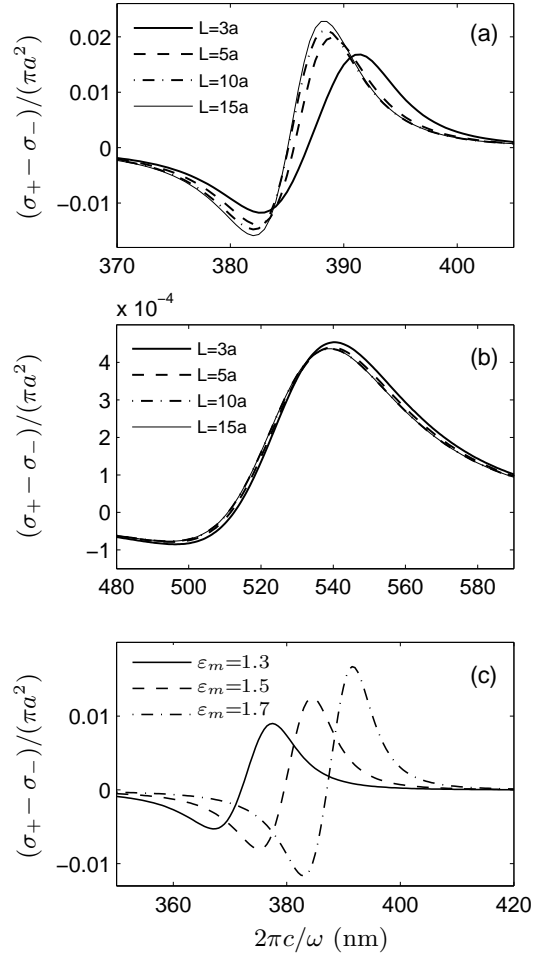 (a)
L=3a
L=5a
L=10a
L=15a
0.02
0.01
0
−0.01
(σ₊ − σ₋)/(πa²)
370 380 390 400
x 10⁻⁴
(b)
L=3a
L=5a
L=10a
L=15a
4
3
2
1
0
−1
(σ₊ − σ₋)/(πa²)
480 500 520 540 560 580
(c)
εₘ=1.3
εₘ=1.5
εₘ=1.7
0.01
0
−0.01
(σ₊ − σ₋)/(πa²)
360 380 400 420
2πc/ω (nm)